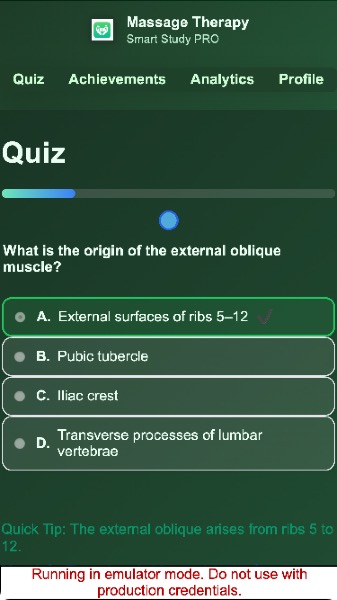 Massage Therapy
Smart Study PRO
Quiz Achievements Analytics Profile
Quiz
What is the origin of the external oblique
muscle?
A. External surfaces of ribs 5–12
B. Pubic tubercle
C. Iliac crest
D. Transverse processes of lumbar
vertebrae
Quick Tip: The external oblique arises from ribs 5 to
12.
Running in emulator mode. Do not use with
production credentials.